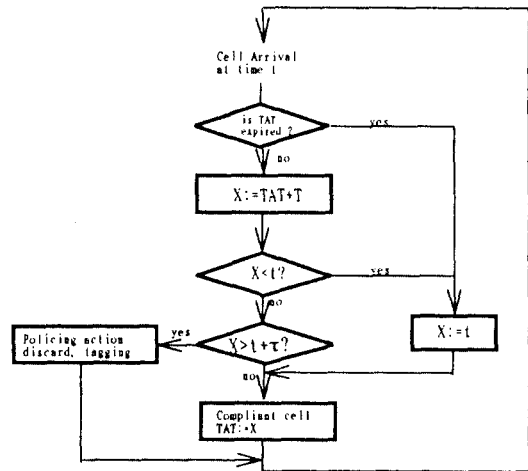 Cell Arrival
at time t
is TAT
expired ?
yes
no
X:=TAT+T
X<t?
yes
no
X>t+τ?
yes
Policing action
discard, tagging
X:=t
no
Compliant cell
TAT:=X